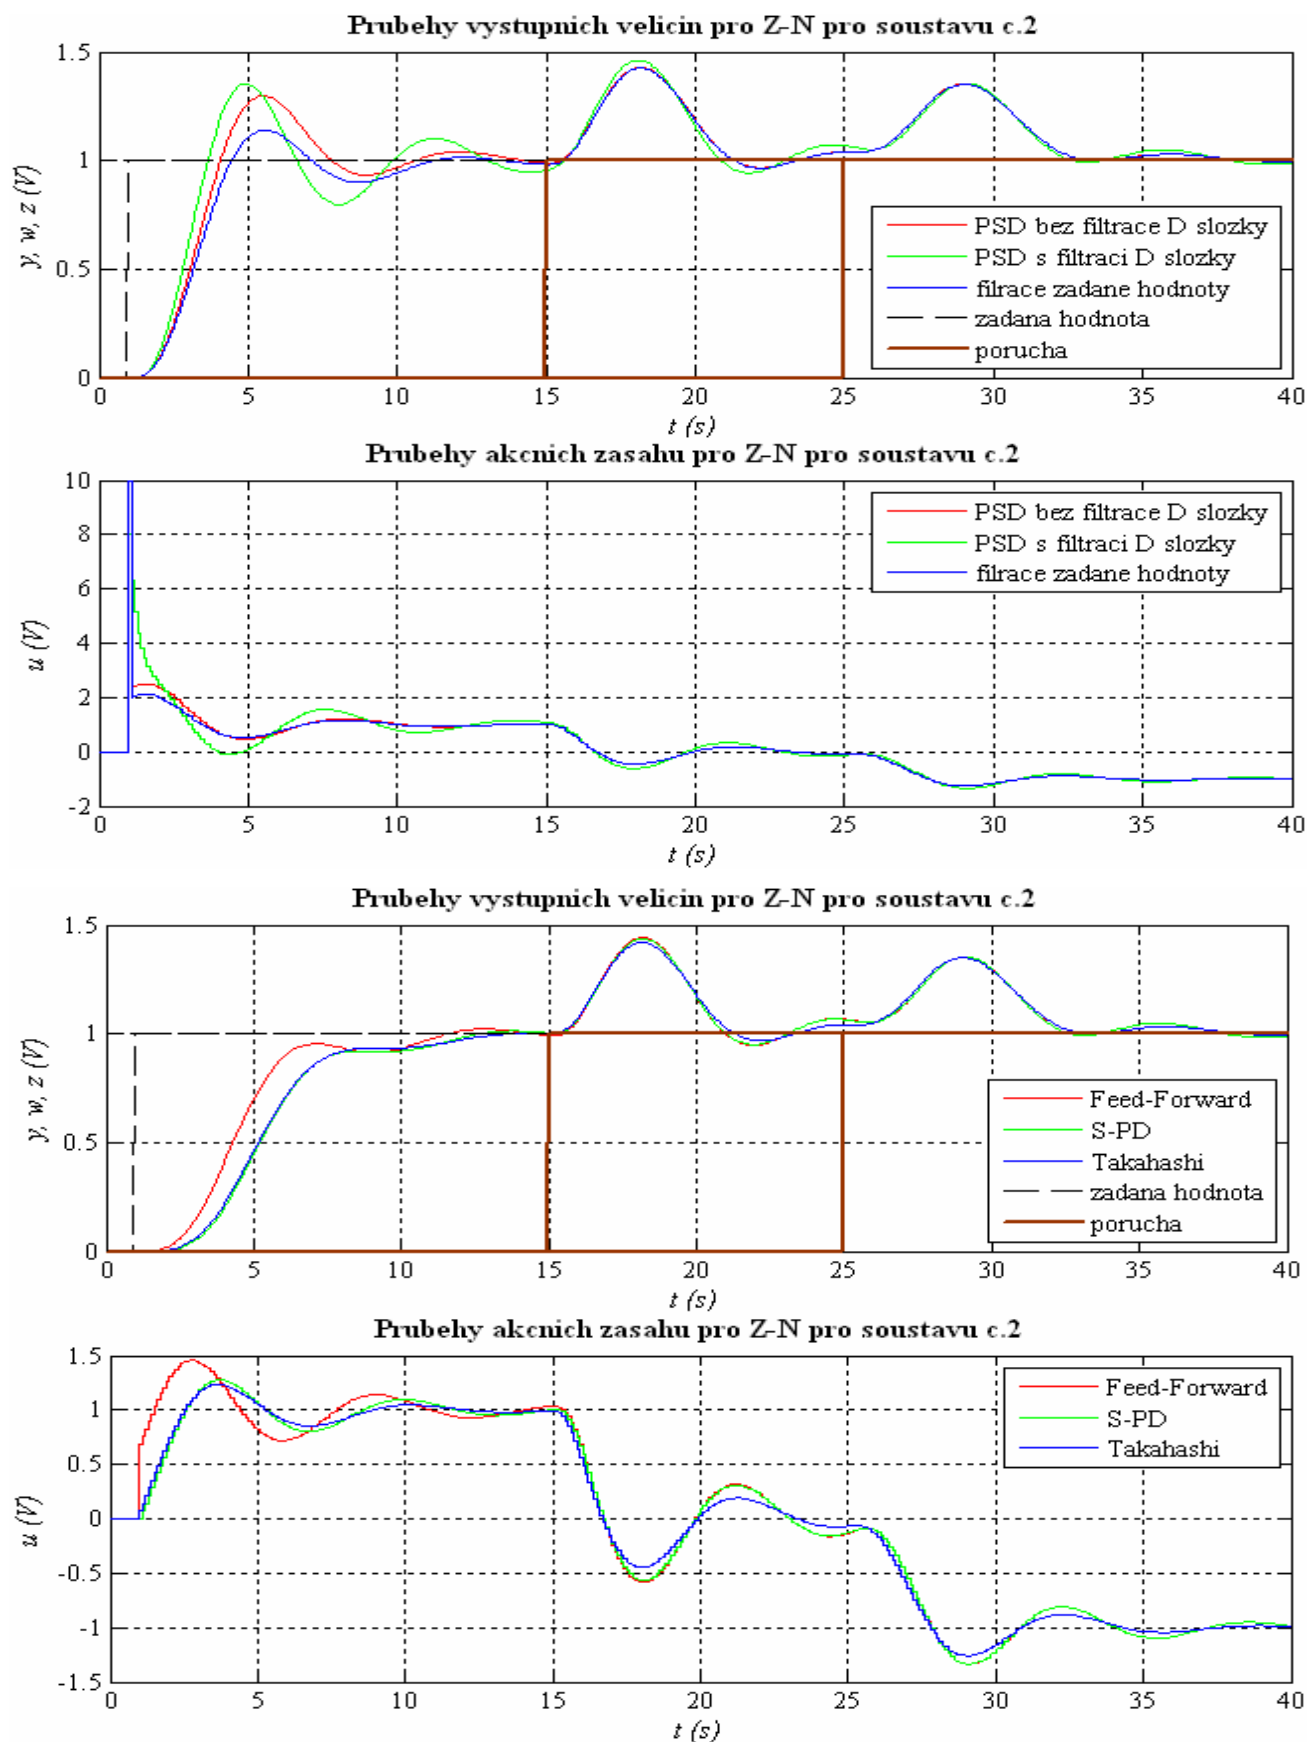 Prubehy vystupnich velicin pro Z-N pro soustavu c.2
1.5
1
0.5
0
y, w, z (V)
PSD bez filtrace D slozky
PSD s filtraci D slozky
filrace zadane hodnoty
zadana hodnota
porucha
0 5 10 15 20 25 30 35 40
t (s)
Prubehy akcnich zasahu pro Z-N pro soustavu c.2
10
8
6
4
2
0
-2
u (V)
PSD bez filtrace D slozky
PSD s filtraci D slozky
filrace zadane hodnoty
0 5 10 15 20 25 30 35 40
t (s)
Prubehy vystupnich velicin pro Z-N pro soustavu c.2
1.5
1
0.5
0
y, w, z (V)
Feed-Forward
S-PD
Takahashi
zadana hodnota
porucha
0 5 10 15 20 25 30 35 40
t (s)
Prubehy akcnich zasahu pro Z-N pro soustavu c.2
1.5
1
0.5
0
-0.5
-1
-1.5
u (V)
Feed-Forward
S-PD
Takahashi
0 5 10 15 20 25 30 35 40
t (s)